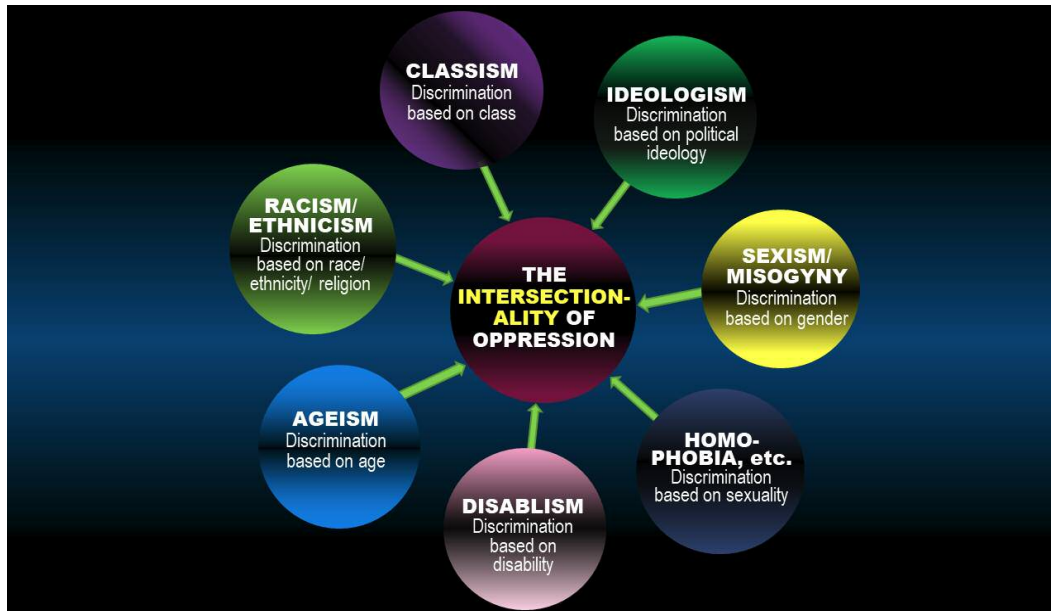 CLASSISM
Discrimination
based on class
IDEOLOGISM
Discrimination
based on political
ideology
RACISM/
ETHNICISM
Discrimination
based on race/
ethnicity/ religion
THE
INTERSECTION-
ALITY OF
OPPRESSION
SEXISM/
MISOGYNY
Discrimination
based on gender
AGEISM
Discrimination
based on age
DISABLISM
Discrimination
based on
disability
HOMO-
PHOBIA, etc.
Discrimination
based on sexuality